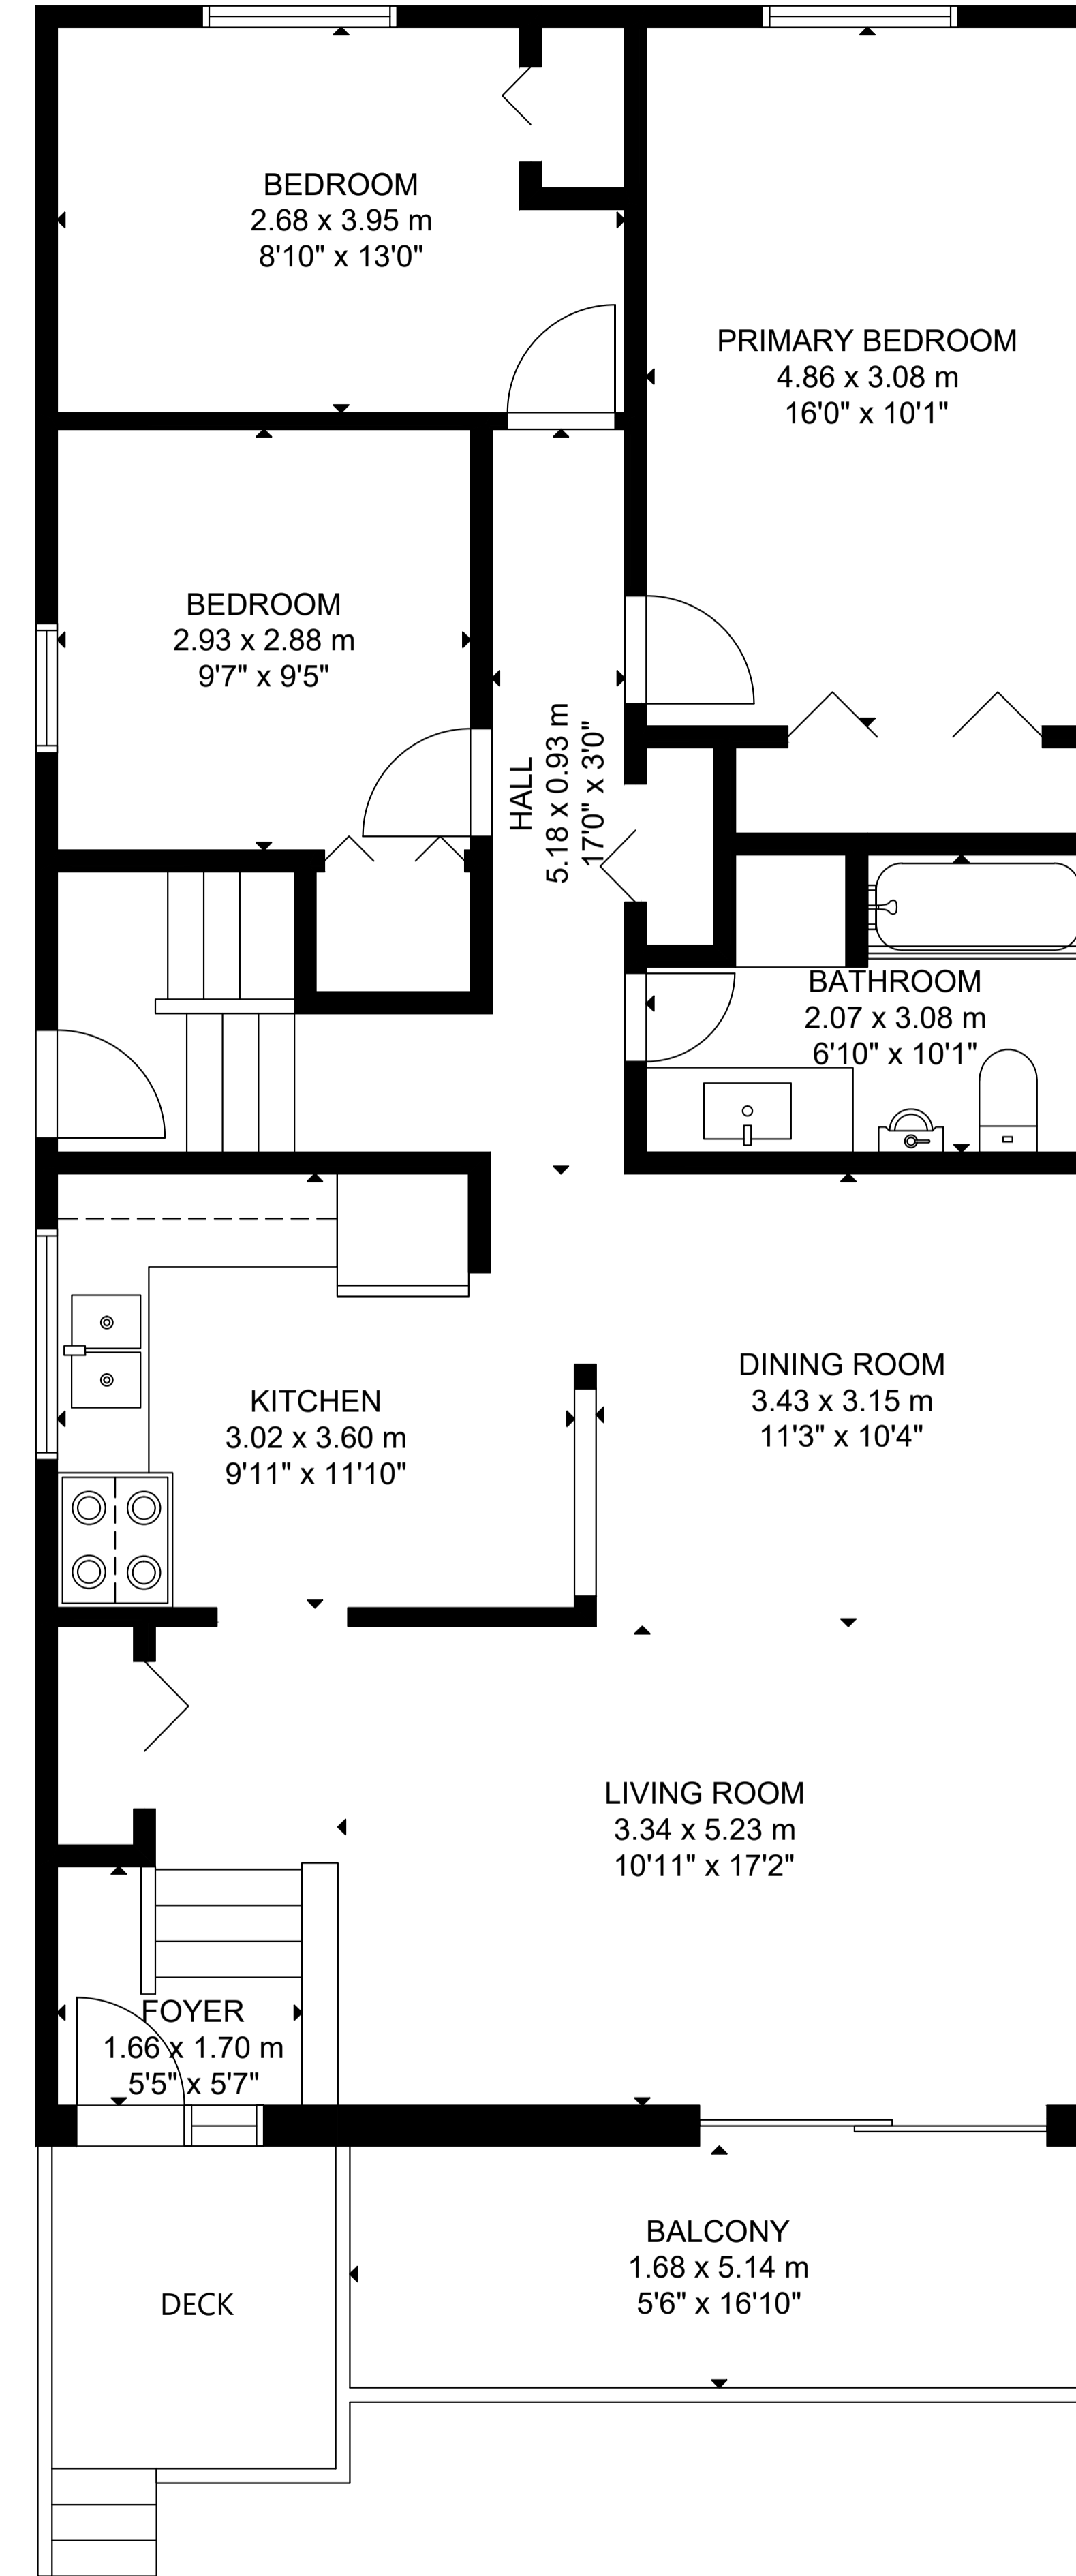 BEDROOM
2.68 x 3.95 m
8'10" x 13'0"
PRIMARY BEDROOM
4.86 x 3.08 m
16'0" x 10'1"
BEDROOM
2.93 x 2.88 m
9'7" x 9'5"
HALL
5.18 x 0.93 m
17'0" x 3'0"
BATHROOM
2.07 x 3.08 m
6'10" x 10'1"
DINING ROOM
3.43 x 3.15 m
11'3" x 10'4"
KITCHEN
3.02 x 3.60 m
9'11" x 11'10"
LIVING ROOM
3.34 x 5.23 m
10'11" x 17'2"
FOYER
1.66 x 1.70 m
5'5" x 5'7"
BALCONY
1.68 x 5.14 m
5'6" x 16'10"
DECK